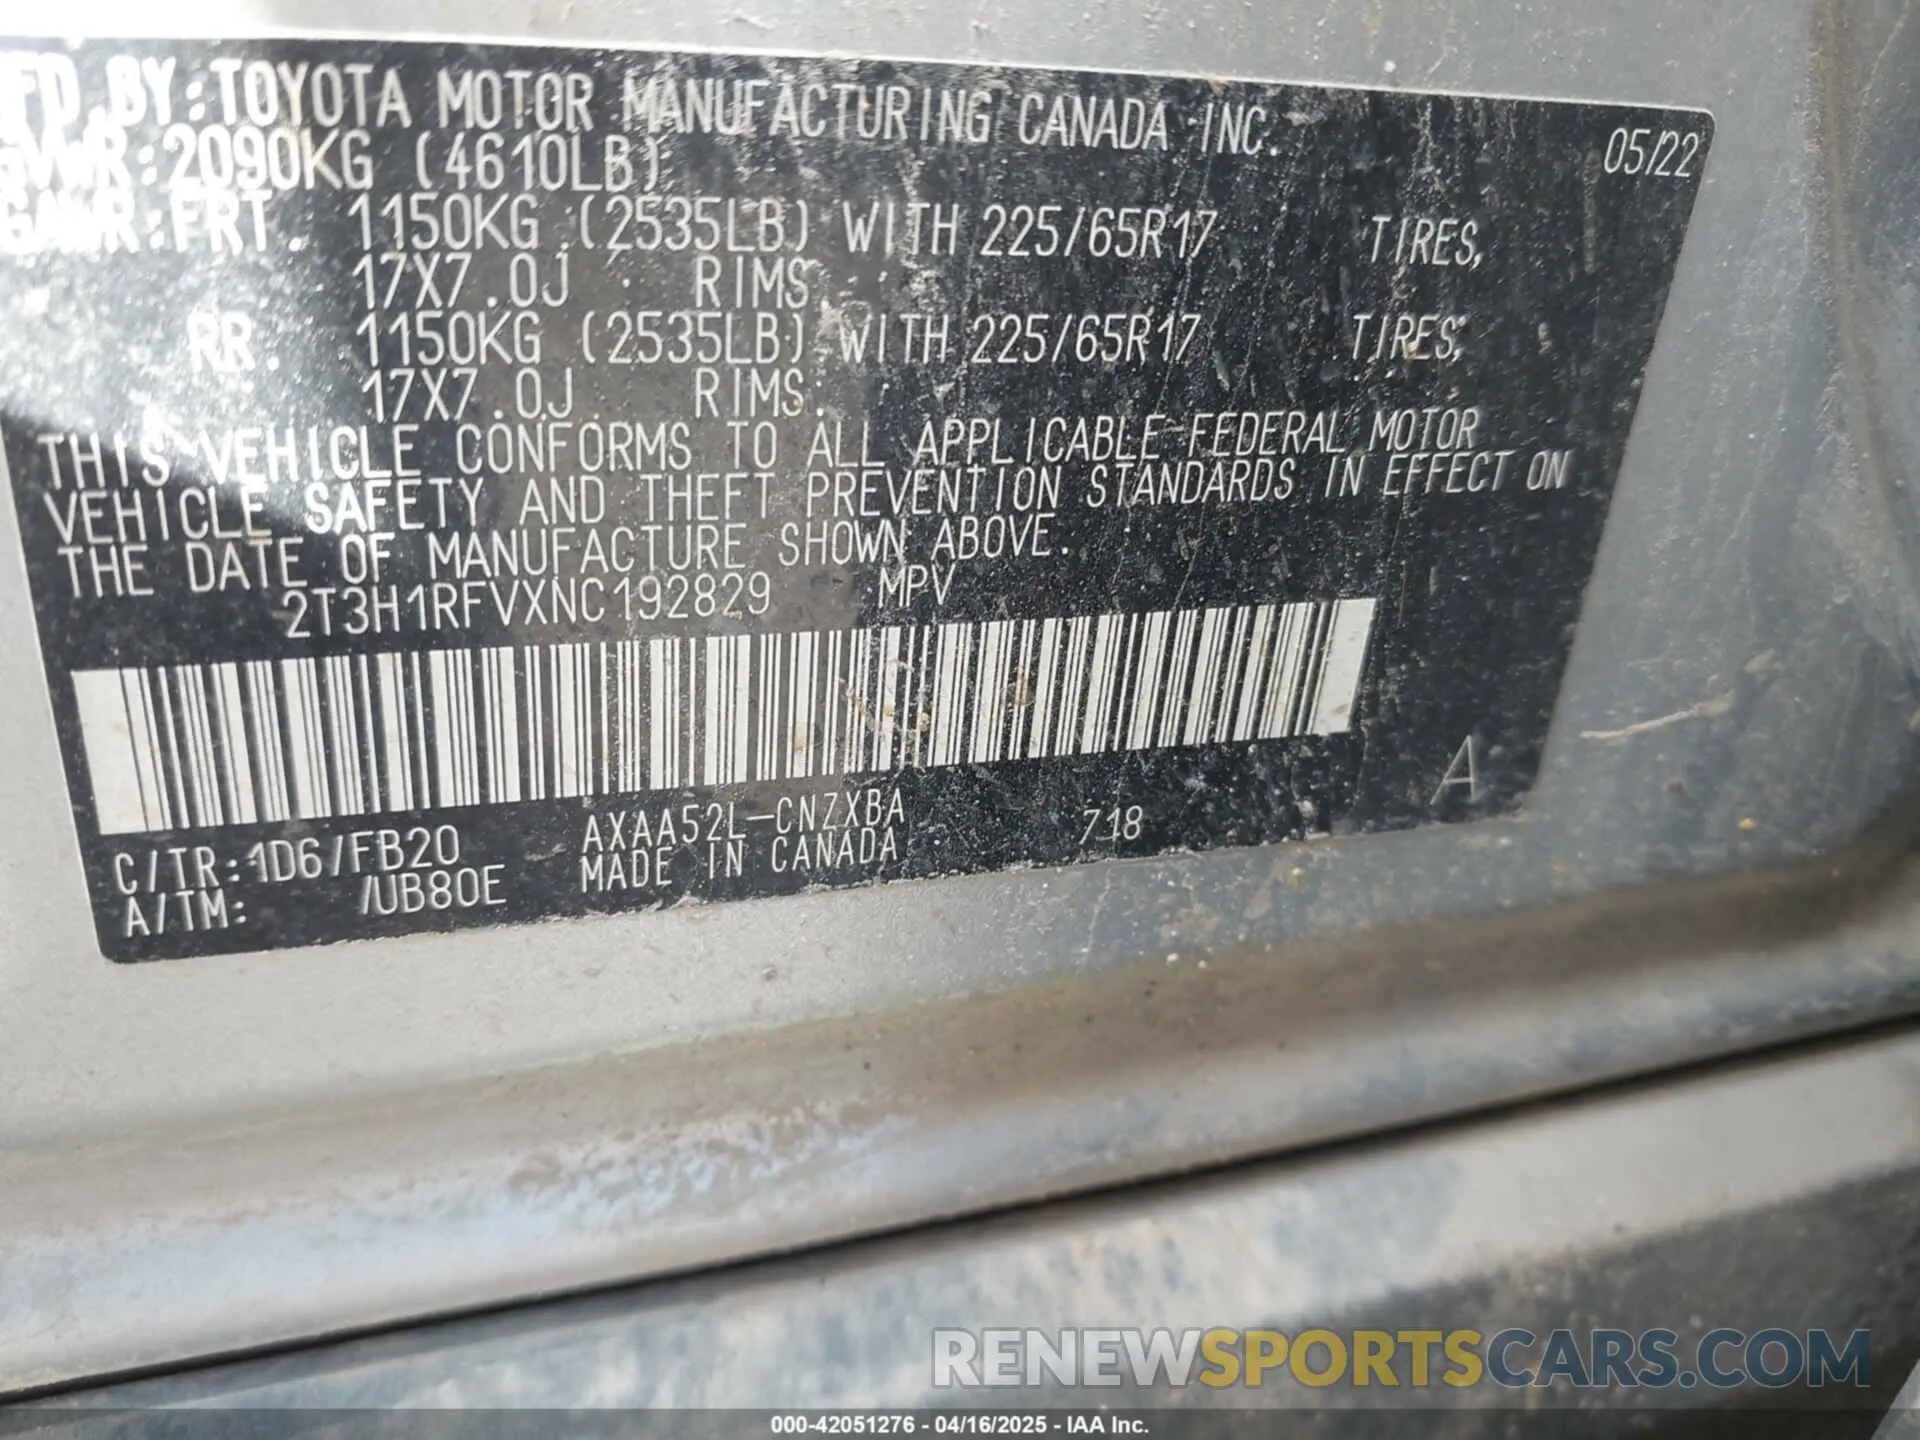 MFD.BY:TOYOTA MOTOR MANUFACTURING CANADA INC. 05/22
GVWR:2090KG (4610LB)
GAWR:FRT. 1150KG (2535LB) WITH 225/65R17 TIRES,
17X7.0J RIMS.
RR. 1150KG (2535LB) WITH 225/65R17 TIRES,
17X7.0J RIMS.
THIS VEHICLE CONFORMS TO ALL APPLICABLE FEDERAL MOTOR
VEHICLE SAFETY AND THEFT PREVENTION STANDARDS IN EFFECT ON
THE DATE OF MANUFACTURE SHOWN ABOVE.
2T3H1RFVXNC192829 MPV
A
C/TR:1D6/FB20 AXAA52L-CNZXBA 718
A/TM: /UB80E MADE IN CANADA
RENEWSPORTSCARS.COM
000-42051276 - 04/16/2025 - IAA Inc.